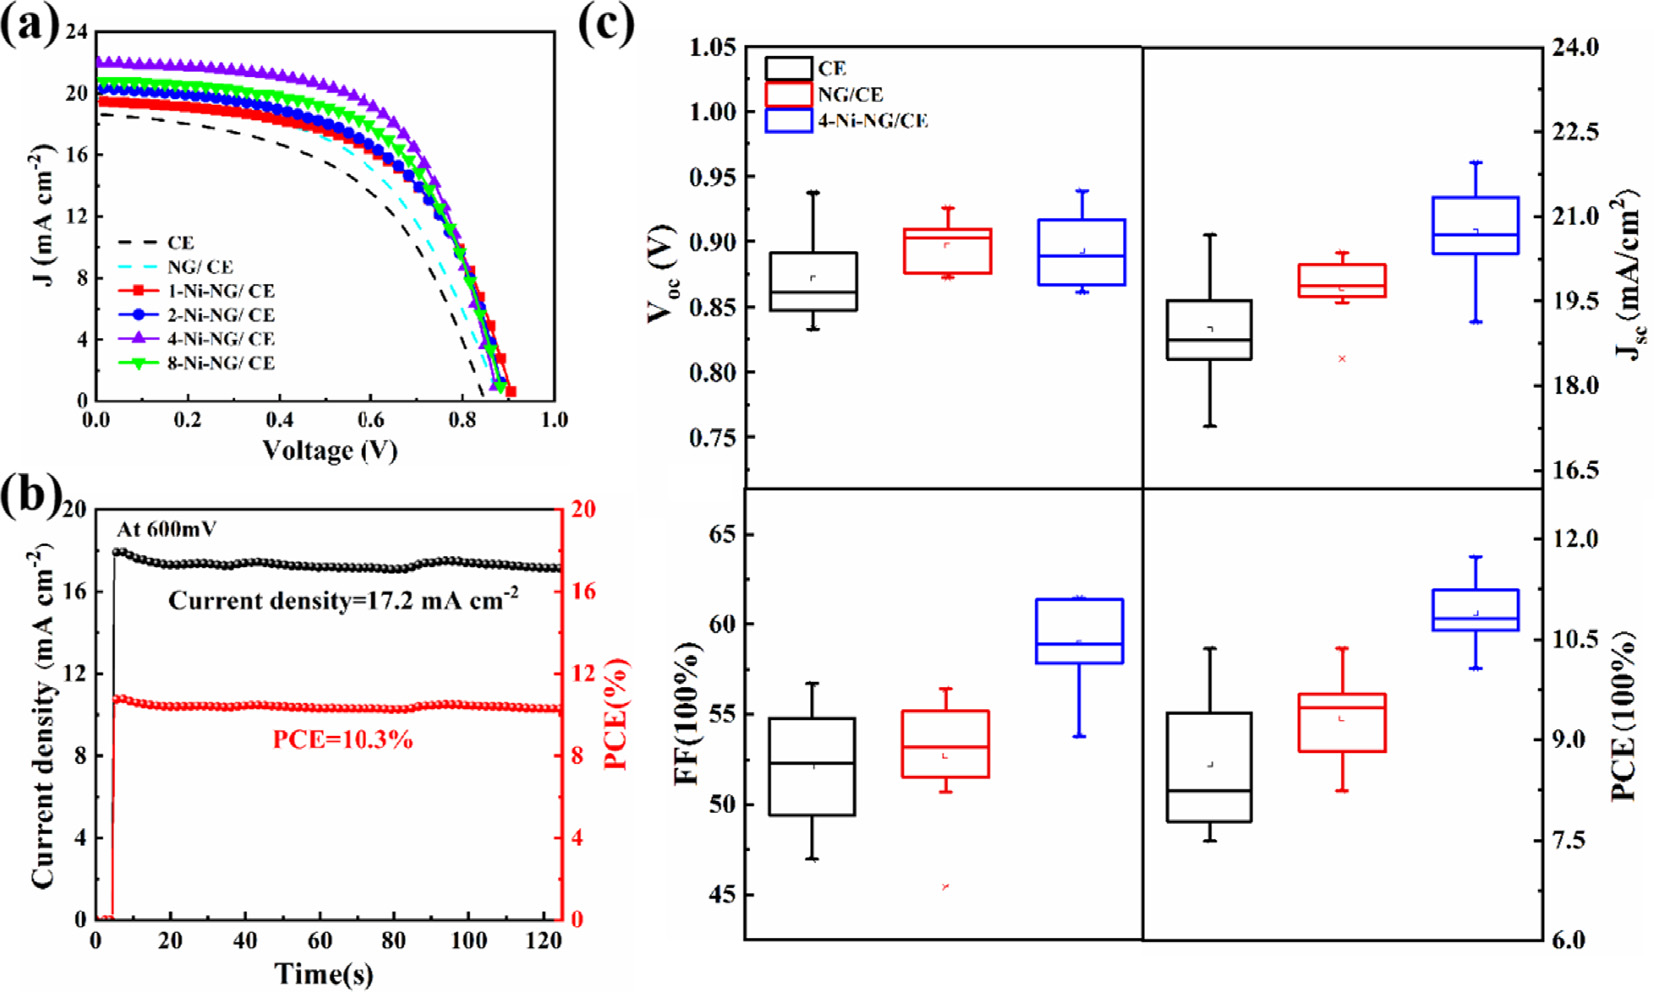 (a)
24
20
16
12
8
4
0
J (mA cm-2)
CE
NG/ CE
1-Ni-NG/ CE
2-Ni-NG/ CE
4-Ni-NG/ CE
8-Ni-NG/ CE
0.0 0.2 0.4 0.6 0.8 1.0
Voltage (V)
(b)
20
16
12
8
4
0
Current density (mA cm-2)
At 600mV
Current density=17.2 mA cm-2
PCE=10.3%
20
16
12
8
4
0
PCE(%)
0 20 40 60 80 100 120
Time(s)
(c)
1.05
1.00
0.95
0.90
0.85
0.80
0.75
Voc (V)
CE
NG/CE
4-Ni-NG/CE
24.0
22.5
21.0
19.5
18.0
16.5
Jsc (mA/cm2)
65
60
55
50
45
FF(100%)
12.0
10.5
9.0
7.5
6.0
PCE (100%)